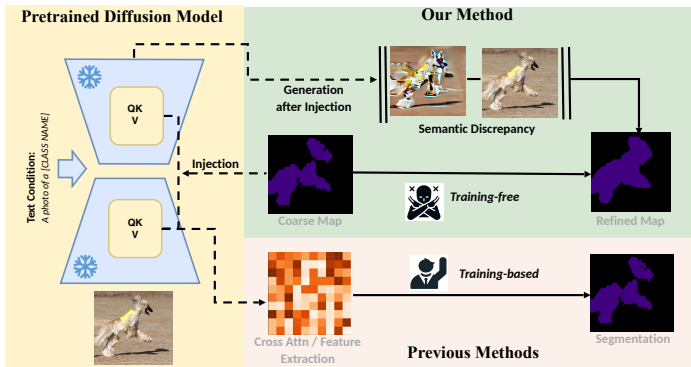 Pretrained Diffusion Model
Our Method
QK
V
Generation
after Injection
Semantic Discrepancy
Text Condition:
A photo of a [CLASS NAME]
Injection
Training-free
Coarse Map
Refined Map
QK
V
Training-based
Cross Attn / Feature
Extraction
Segmentation
Previous Methods